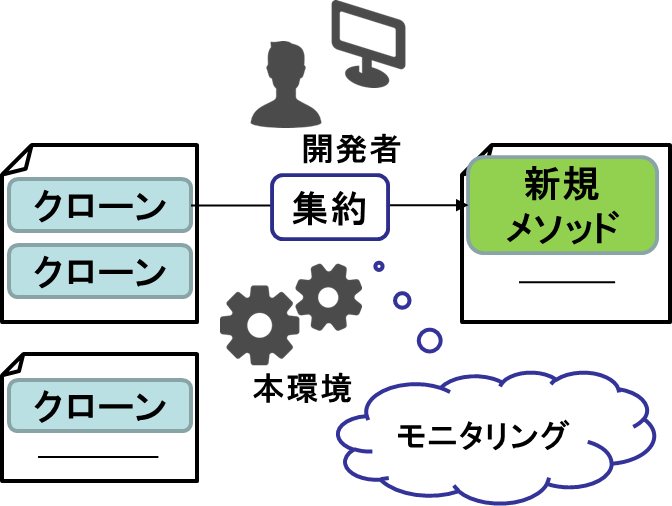 開発者
クローン
クローン
集約
新規
メソッド
本環境
クローン
モニタリング